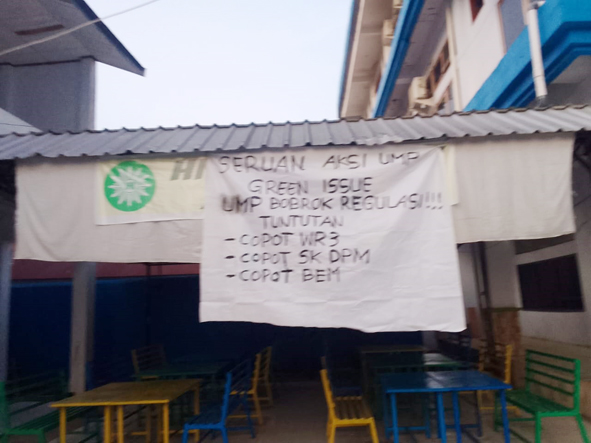 SERUAN AKSI UMP
GREEN ISSUE
UMP BOBROK REGULASI!!!
TUNTUTAN
-COPOT WR3
-COPOT SK DPM
-COPOT BEM